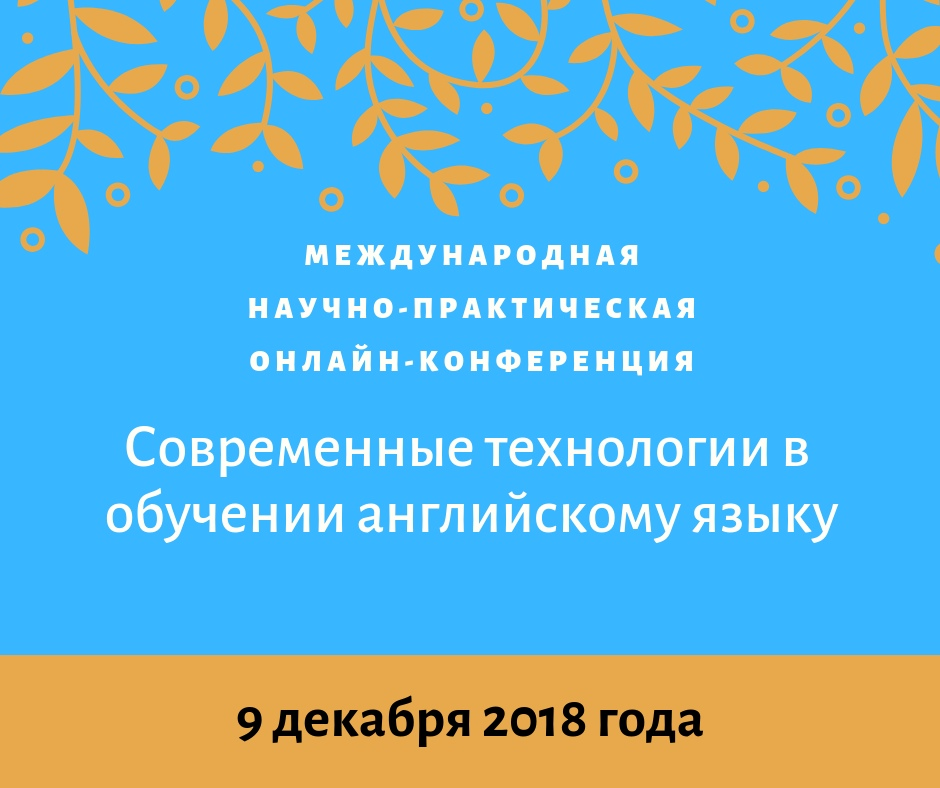 МЕЖДУНАРОДНАЯ
НАУЧНО-ПРАКТИЧЕСКАЯ
ОНЛАЙН-КОНФЕРЕНЦИЯ
Современные технологии в
обучении английскому языку
9 декабря 2018 года